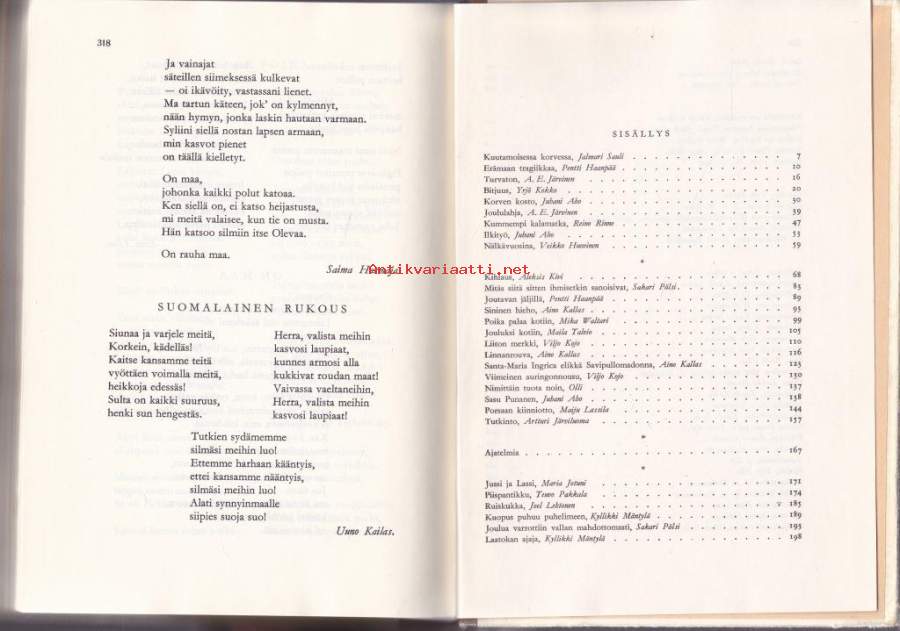 318
Ja vainajat
säteillen siimeksessä kulkevat
— oi ikävöity, vastassani lienet.
Ma tartun käteen, jok' on kylmennyt,
nään hymyn, jonka laskin hautaan varmaan.
Syliini siellä nostan lapsen armaan,
min kasvot pienet
on täällä kielletyt.
On maa,
johonka kaikki polut katoaa.
Ken siellä on, ei katso heijastusta,
mi meitä valaisee, kun tie on musta.
Hän katsoo silmiin itse Olevaa.
On rauha maa.
Saima
Antikvariaatti.net
SUOMALAINEN RUKOUS
Siunaa ja varjele meitä,
Korkein, kädelläs!
Kaitse kansamme teitä
vyöttäen voimalla meitä,
heikkoja edessäs!
Sulta on kaikki suuruus,
henki sun hengestäs.
Herra, valista meihin
kasvosi laupiaat,
kunnes armosi alla
kukkivat roudan maat!
Vaivassa vaeltaneihin,
Herra, valista meihin
kasvosi laupiaat!
Tutkien sydämemme
silmäsi meihin luo!
Ettemme harhaan kääntyis,
ettei kansamme nääntyis,
silmäsi meihin luo!
Alati synnyinmaalle
siipies suoja suo!
Uuno Kailas.
SISÄLLYS
Kuutamoisessa korvessa, Jalmari Sauli . . . 7
Erämaan tragiikkaa, Pentti Haanpää . . . 10
Turvaton, A. E. Järvinen . . . 16
Bitjuus, Yrjö Kokko . . . 20
Korven kosto, Juhani Aho . . . 30
Joululahja, A. E. Järvinen . . . 39
Kummempi kalamatka, Reino Rinne . . . 47
Ilkityö, Juhani Aho . . . 53
Nälkävuosina, Veikko Huovinen . . . 59
*
Kihlaus, Aleksis Kivi . . . 68
Mitäs siitä sitten ihmisetkin sanoisivat, Sakari Pälsi . . . 83
Joutavan jäljillä, Pentti Haanpää . . . 89
Sininen huho, Aino Kallas . . . 93
Poika palaa kotiin, Mika Waltari . . . 99
Jouluksi kotiin, Maila Talvio . . . 105
Liiton merkki, Viljo Kojo . . . 110
Linnanrouva, Aino Kallas . . . 116
Santa-Maria Ingrica elikkä Savipullomadonna, Aino Kallas . . . 123
Viimeinen auringonnousu, Viljo Kojo . . . 130
Nimittäin tuota noin, Olli . . . 137
Sasu Punanen, Juhani Aho . . . 138
Porsaan kiinniotto, Maiju Lassila . . . 144
Tutkinto, Artturi Järviluoma . . . 157
*
Ajatelmia . . . 167
*
Jussi ja Lassi, Maria Jotuni . . . 171
Piispantikku, Teuvo Pakkala . . . 174
Ruiskukka, Joel Lehtonen . . . 185
Kuopus puhuu puhelimeen, Kyllikki Mäntylä . . . 189
Joulua varrottiin vallan mahdottomasti, Sakari Pälsi . . . 195
Laatokan ajaja, Kyllikki Mäntylä . . . 198